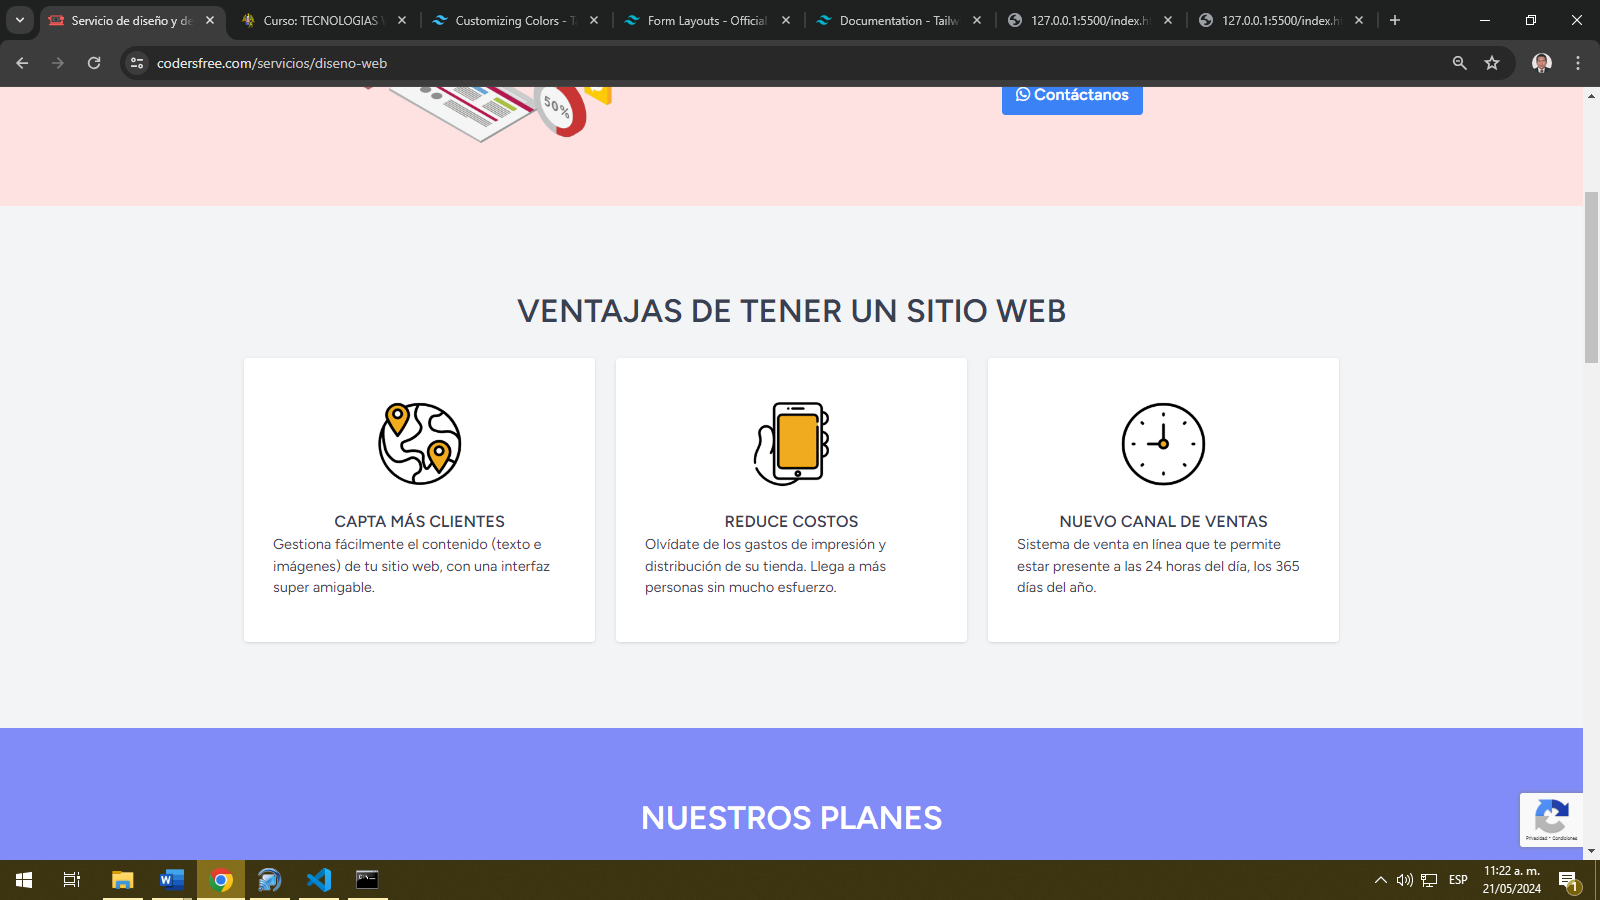 Servicio de diseño y de
Curso: TECNOLOGIAS
Customizing Colors - T
Form Layouts - Official
Documentation - Tailw
127.0.0.1:5500/index.h
127.0.0.1:5500/index.h
codersfree.com/servicios/diseno-web
50%
Contáctanos
VENTAJAS DE TENER UN SITIO WEB
CAPTA MÁS CLIENTES
Gestiona fácilmente el contenido (texto e
imágenes) de tu sitio web, con una interfaz
super amigable.
REDUCE COSTOS
Olvídate de los gastos de impresión y
distribución de su tienda. Llega a más
personas sin mucho esfuerzo.
NUEVO CANAL DE VENTAS
Sistema de venta en línea que te permite
estar presente a las 24 horas del día, los 365
días del año.
NUESTROS PLANES
Privacidad - Condiciones
ESP
11:22 a. m.
21/05/2024
1